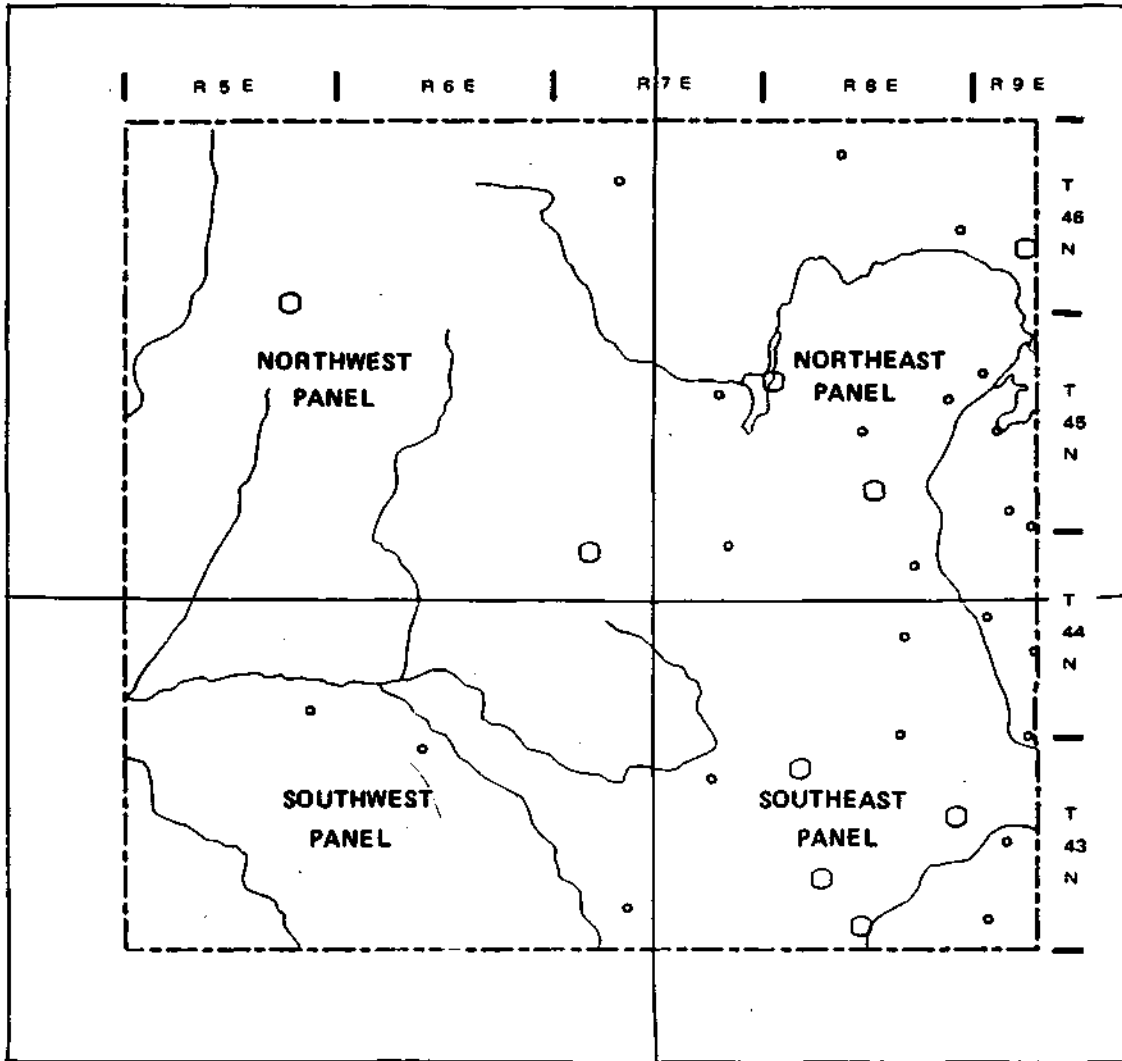 R 5 E R 6 E R 7 E R 8 E R 9 E
T
46
N
NORTHWEST
PANEL
NORTHEAST
PANEL
T
45
N
T
44
N
SOUTHWEST
PANEL
SOUTHEAST
PANEL
T
43
N